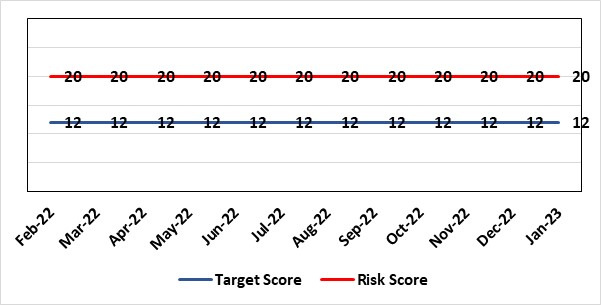 20 20 20 20 20 20 20 20 20 20 20 20
12 12 12 12 12 12 12 12 12 12 12 12
Feb-22 Mar-22 Apr-22 May-22 Jun-22 Jul-22 Aug-22 Sep-22 Oct-22 Nov-22 Dec-22 Jan-23
Target Score Risk Score